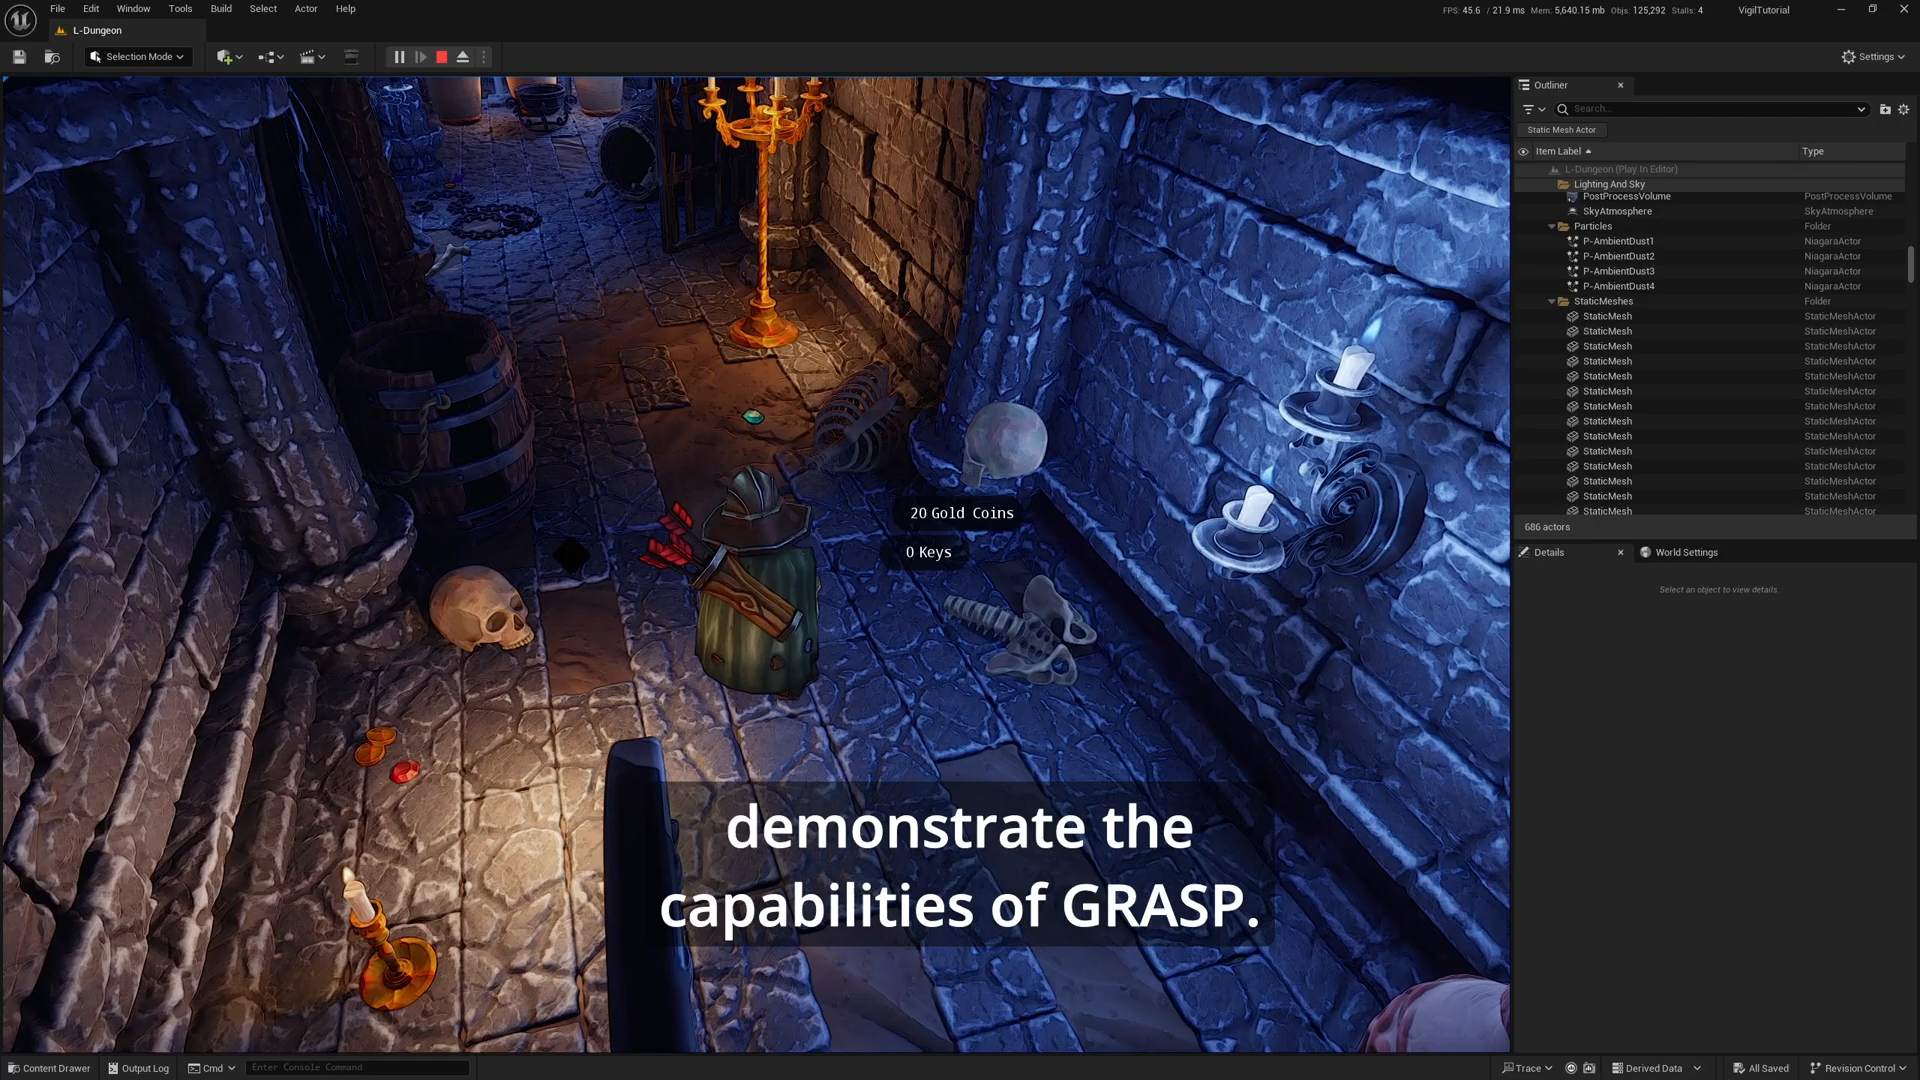 File Edit Window Tools Build Select Actor Help
FPS: 45.6 / 21.9 ms Mem: 5,640.15 mb Objs: 125,292 Stalls: 4 VigilTutorial
L-Dungeon
Selection Mode
Settings
Outliner
Search...
Static Mesh Actor
Item Label Type
L-Dungeon (Play In Editor)
Lighting And Sky
PostProcessVolume PostProcessVolume
SkyAtmosphere SkyAtmosphere
Particles Folder
P-AmbientDust1 NiagaraActor
P-AmbientDust2 NiagaraActor
P-AmbientDust3 NiagaraActor
P-AmbientDust4 NiagaraActor
StaticMeshes Folder
StaticMesh StaticMeshActor
StaticMesh StaticMeshActor
StaticMesh StaticMeshActor
StaticMesh StaticMeshActor
StaticMesh StaticMeshActor
StaticMesh StaticMeshActor
StaticMesh StaticMeshActor
StaticMesh StaticMeshActor
StaticMesh StaticMeshActor
StaticMesh StaticMeshActor
StaticMesh StaticMeshActor
StaticMesh StaticMeshActor
StaticMesh StaticMeshActor
StaticMesh StaticMeshActor
686 actors
Details World Settings
Select an object to view details.
20 Gold Coins
0 Keys
demonstrate the
capabilities of GRASP.
Content Drawer Output Log Cmd Enter Console Command
Trace Derived Data All Saved Revision Control